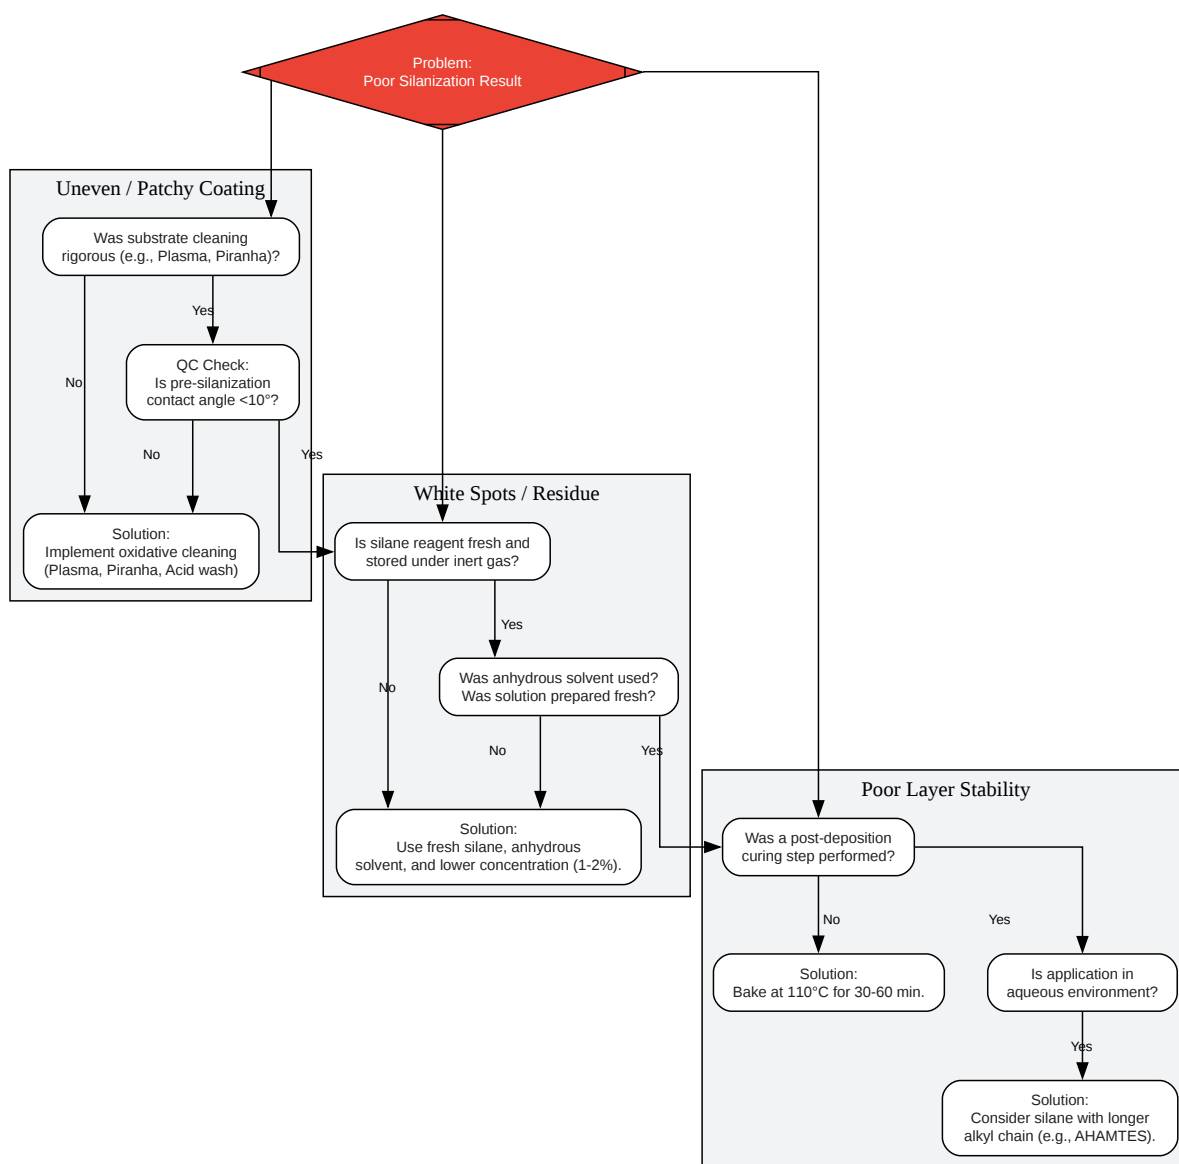 Problem:
Poor Silanization Result
Uneven / Patchy Coating
Was substrate cleaning
rigorous (e.g., Plasma, Piranha)?
Yes
QC Check:
Is pre-silanization
contact angle <10°?
No
No
Yes
Solution:
Implement oxidative cleaning
(Plasma, Piranha, Acid wash)
White Spots / Residue
Is silane reagent fresh and
stored under inert gas?
Yes
Was anhydrous solvent used?
Was solution prepared fresh?
No
No
Yes
Solution:
Use fresh silane, anhydrous
solvent, and lower concentration (1-2%).
Poor Layer Stability
Was a post-deposition
curing step performed?
No
Yes
Solution:
Bake at 110°C for 30-60 min.
Is application in
aqueous environment?
Yes
Solution:
Consider silane with longer
alkyl chain (e.g., AHAMTES).